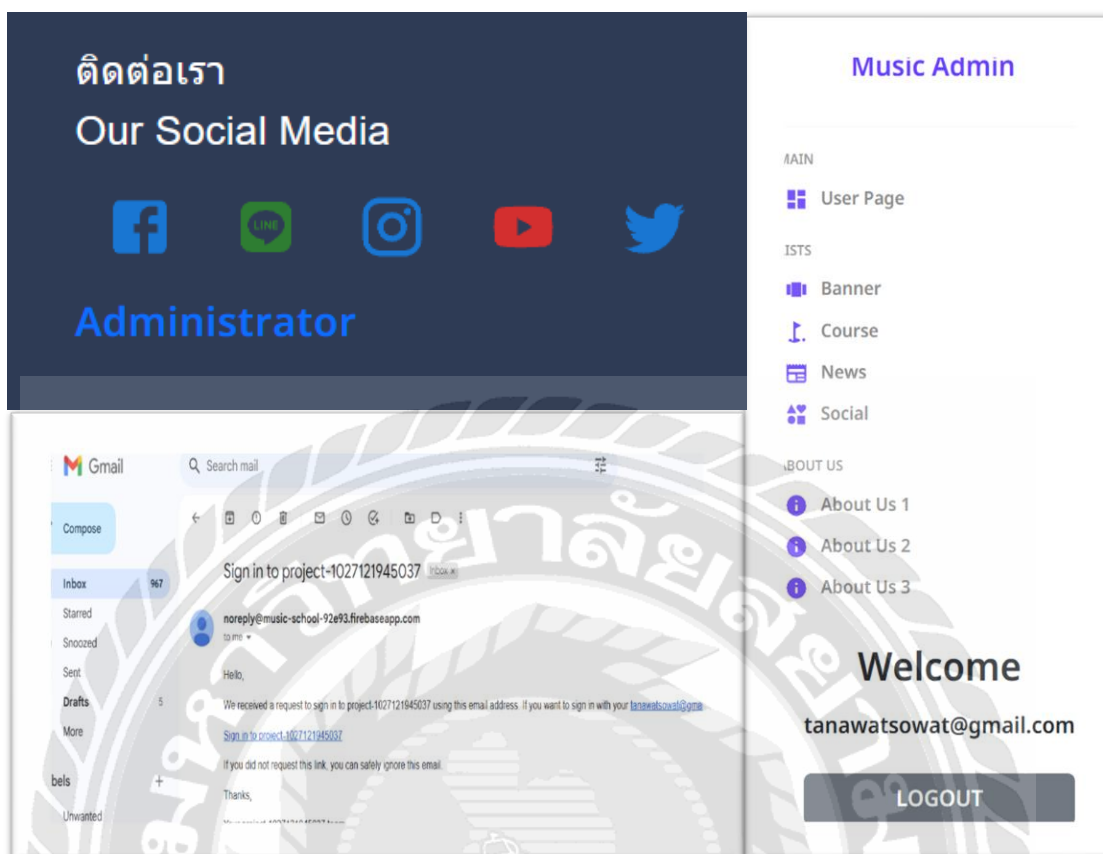 ติดต่อเรา
Our Social Media
LINE
Administrator
Music Admin
MAIN
User Page
ISTS
Banner
Course
News
Social
ABOUT US
About Us 1
About Us 2
About Us 3
Welcome
tanawatsowat@gmail.com
LOGOUT
Gmail
Search mail
Compose
Inbox 967
Starred
Snoozed
Sent
Drafts 5
More
bels +
Unwanted
Sign in to project-1027121945037 Inbox x
noreply@music-school-92e93.firebaseapp.com
to me
Hello,
We received a request to sign in to project-1027121945037 using this email address. If you want to sign in with your tanawatsowat@gma
Sign in to project-1027121945037
If you did not request this link, you can safely ignore this email.
Thanks,